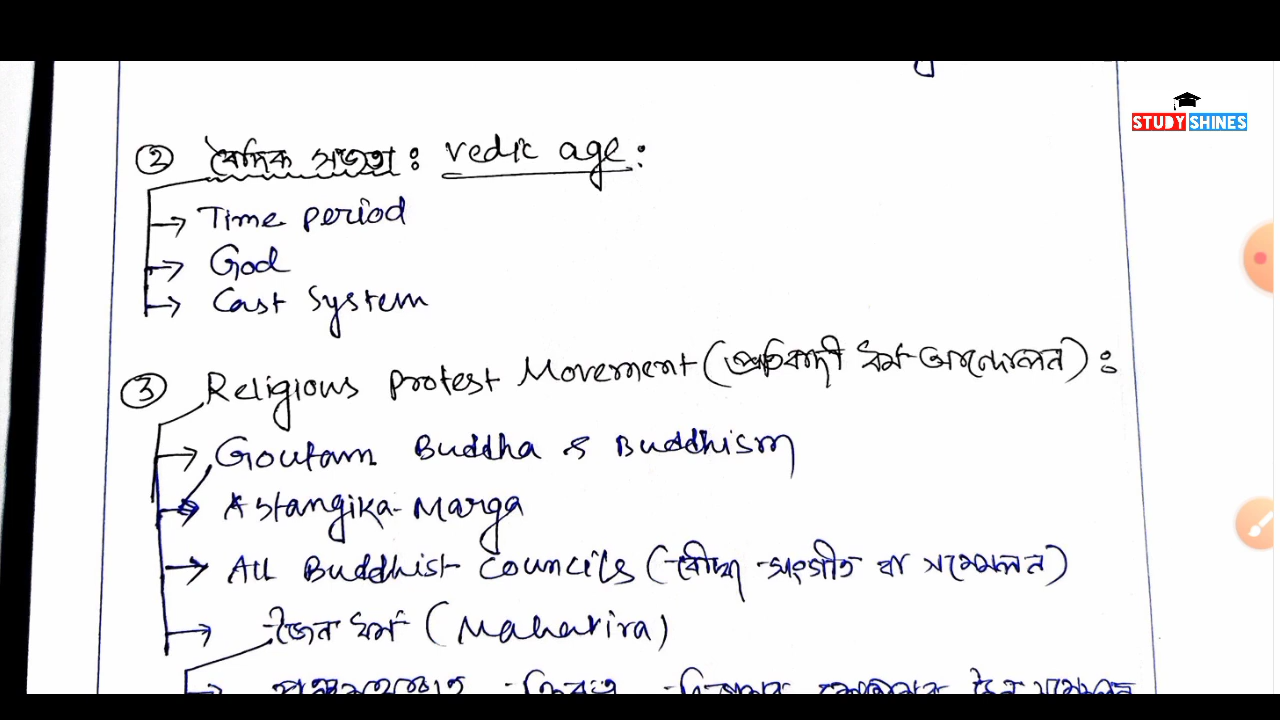 STUDY SHINES
② বৈদিক সভ্যতা : vedic age :
→ Time period
→ God
→ Cast System
③ Religious Protest Movement (প্রতিবাদী ধর্ম আন্দোলন) :
→ Goutam Buddha & Buddhism
→ Astangika-Marga
→ All Buddhist Councils (বৌদ্ধ সংগীতি বা সম্মেলন)
→ জৈন ধর্ম (Mahavira)
→